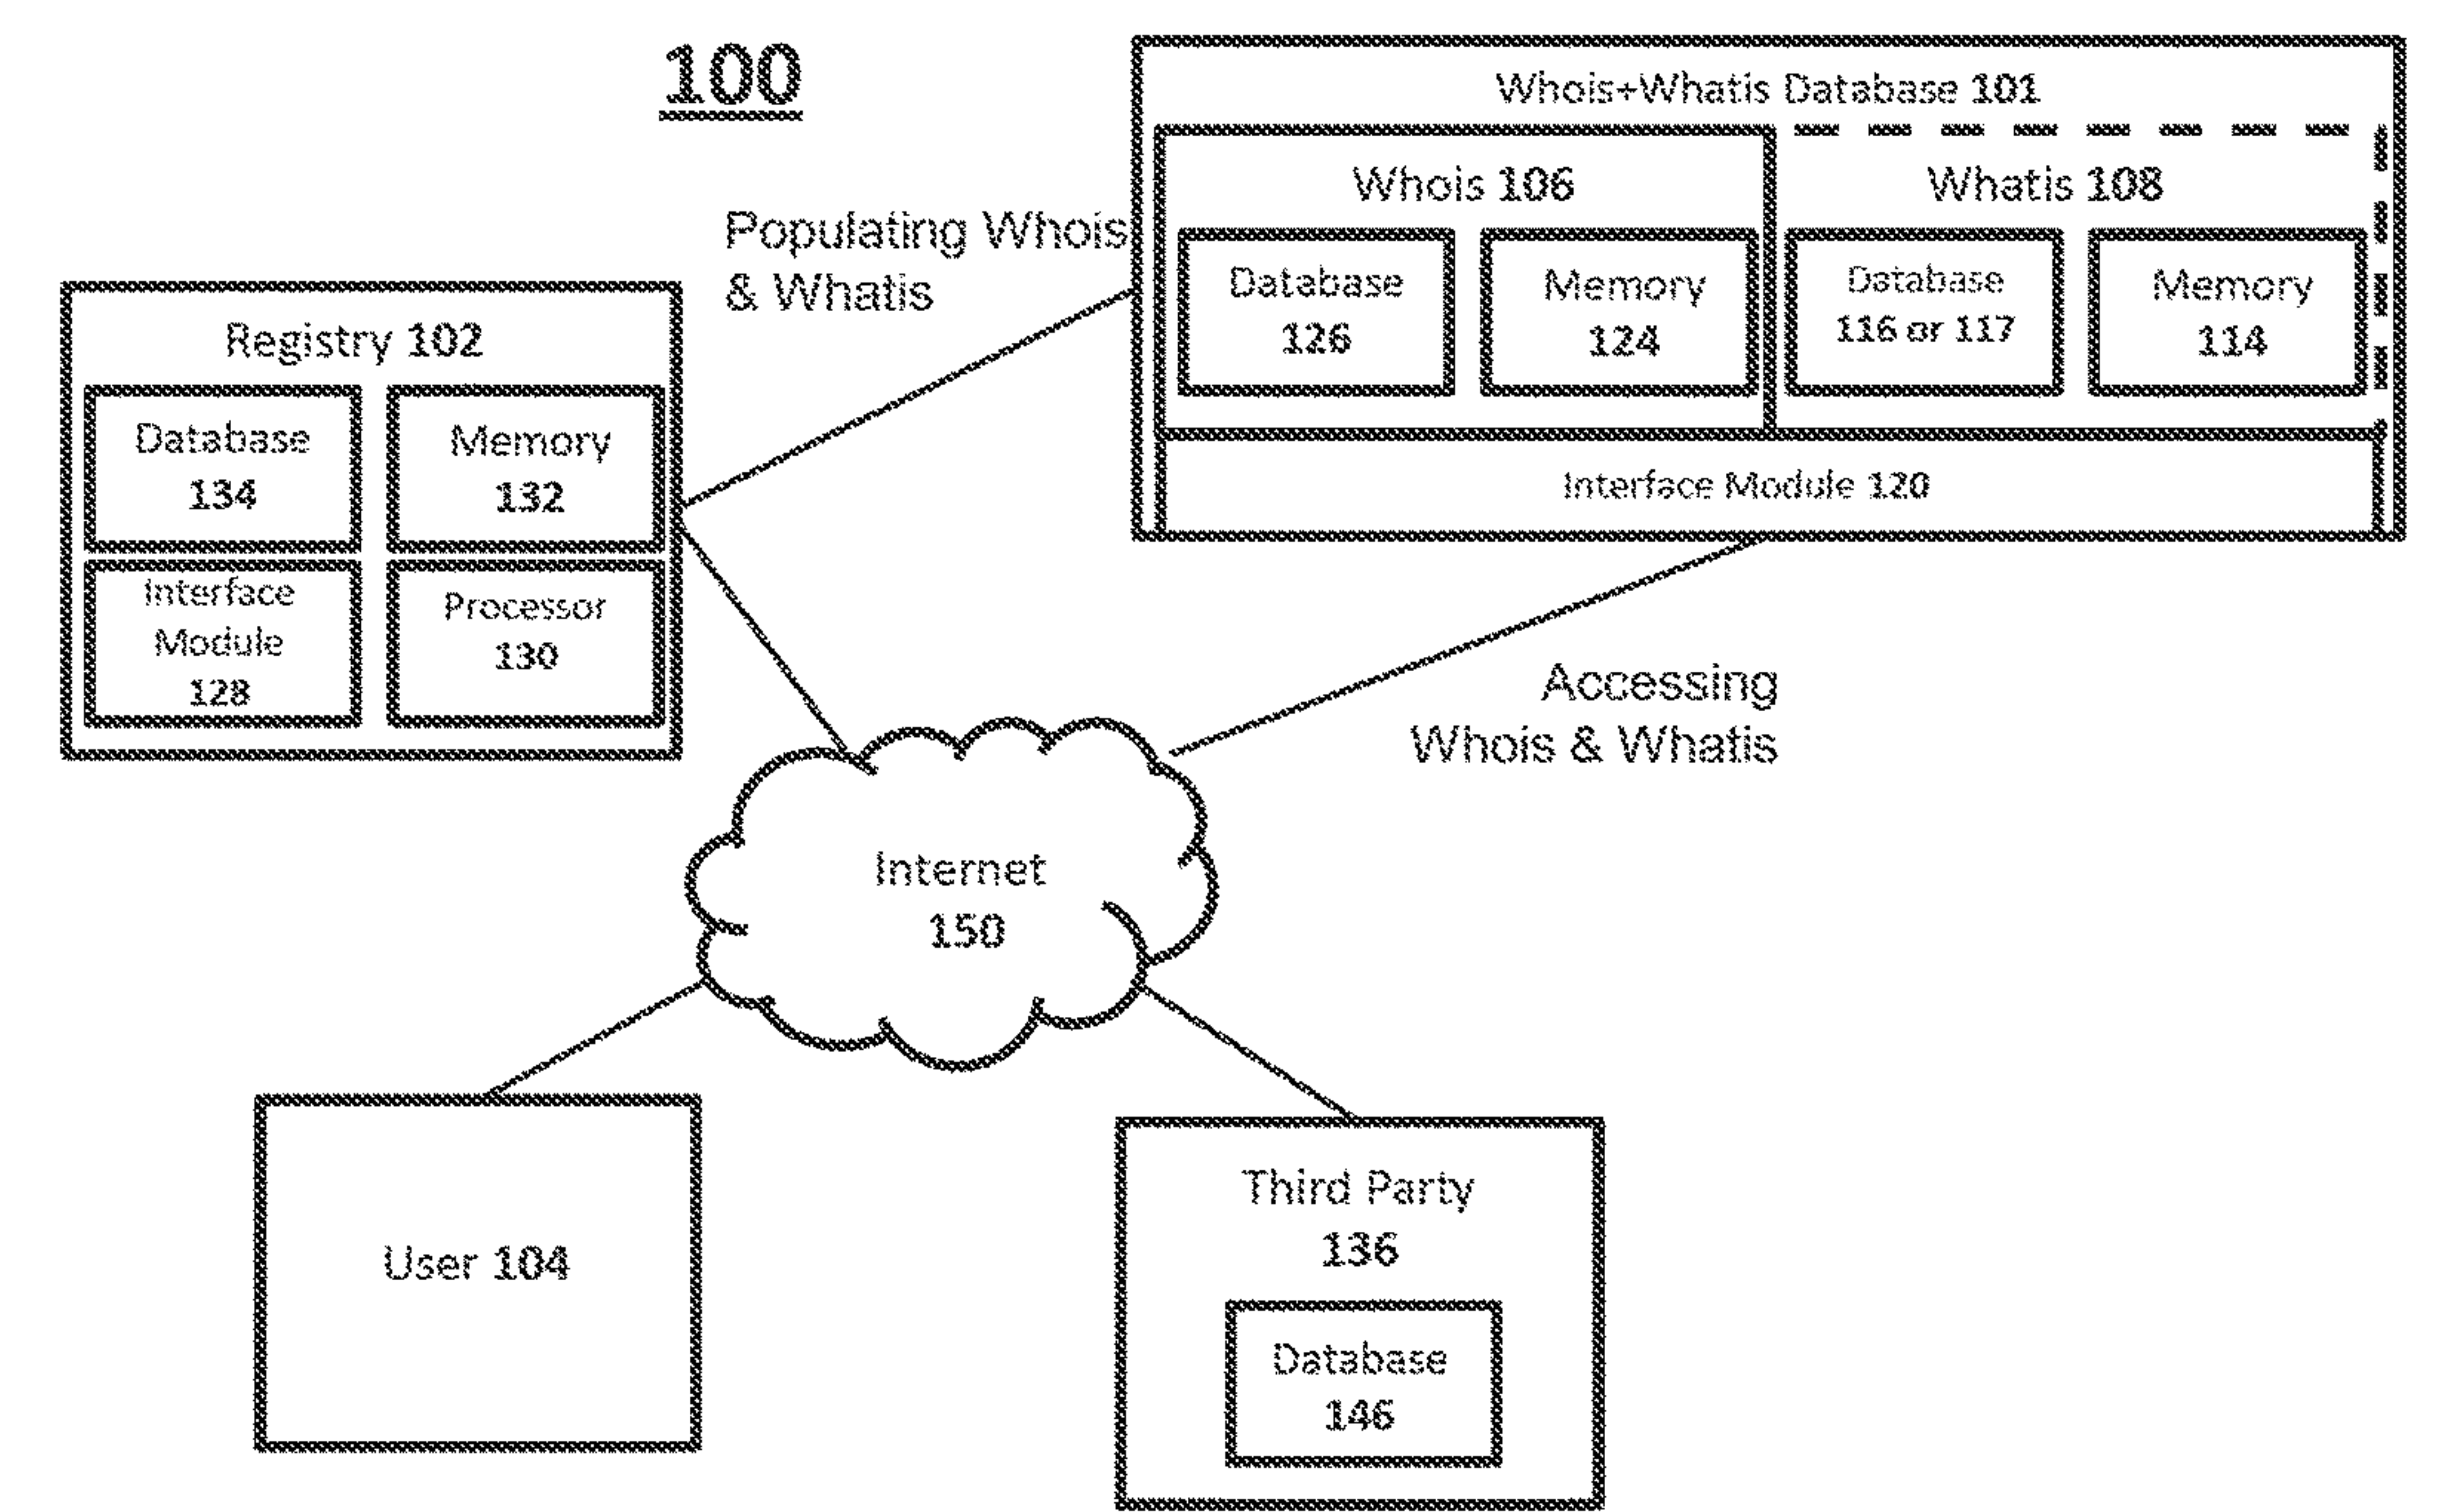 100
Whois+Whatis Database 101
Whois 106
Whatis 108
Database
126
Memory
124
Database
116 or 117
Memory
114
Interface Module 120
Populating Whois
& Whatis
Registry 102
Database
134
Memory
132
Interface
Module
128
Processor
130
Accessing
Whois & Whatis
Internet
150
User 104
Third Party
136
Database
146